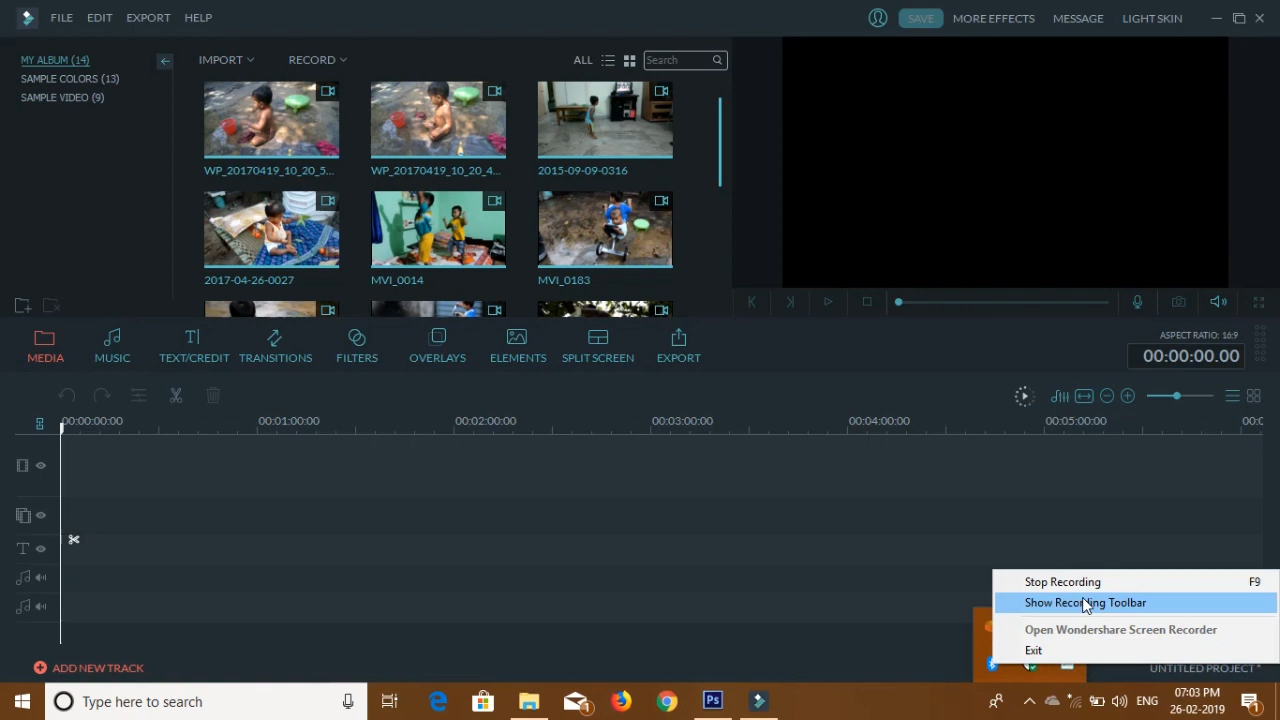 FILE EDIT EXPORT HELP
SAVE MORE EFFECTS MESSAGE LIGHT SKIN
MY ALBUM (14)
SAMPLE COLORS (13)
SAMPLE VIDEO (9)
IMPORT RECORD ALL Search
WP_20170419_10_20_5... WP_20170419_10_20_4... 2015-09-09-0316
2017-04-26-0027 MVI_0014 MVI_0183
MEDIA MUSIC TEXT/CREDIT TRANSITIONS FILTERS OVERLAYS ELEMENTS SPLIT SCREEN EXPORT
ASPECT RATIO: 16:9
00:00:00.00
00:00:00:00 00:01:00:00 00:02:00:00 00:03:00:00 00:04:00:00 00:05:00:00 00:0
Stop Recording F9
Show Recording Toolbar
Open Wondershare Screen Recorder
Exit
ADD NEW TRACK
UNTITLED PROJECT *
Type here to search
Ps
1
ENG
07:03 PM
26-02-2019
1